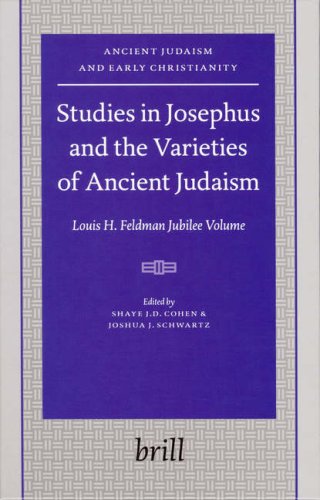 ANCIENT JUDAISM
AND EARLY CHRISTIANITY
Studies in Josephus
and the Varieties
of Ancient Judaism
Louis H. Feldman Jubilee Volume
Edited by
SHAYE J.D. COHEN &
JOSHUA J. SCHWARTZ
brill